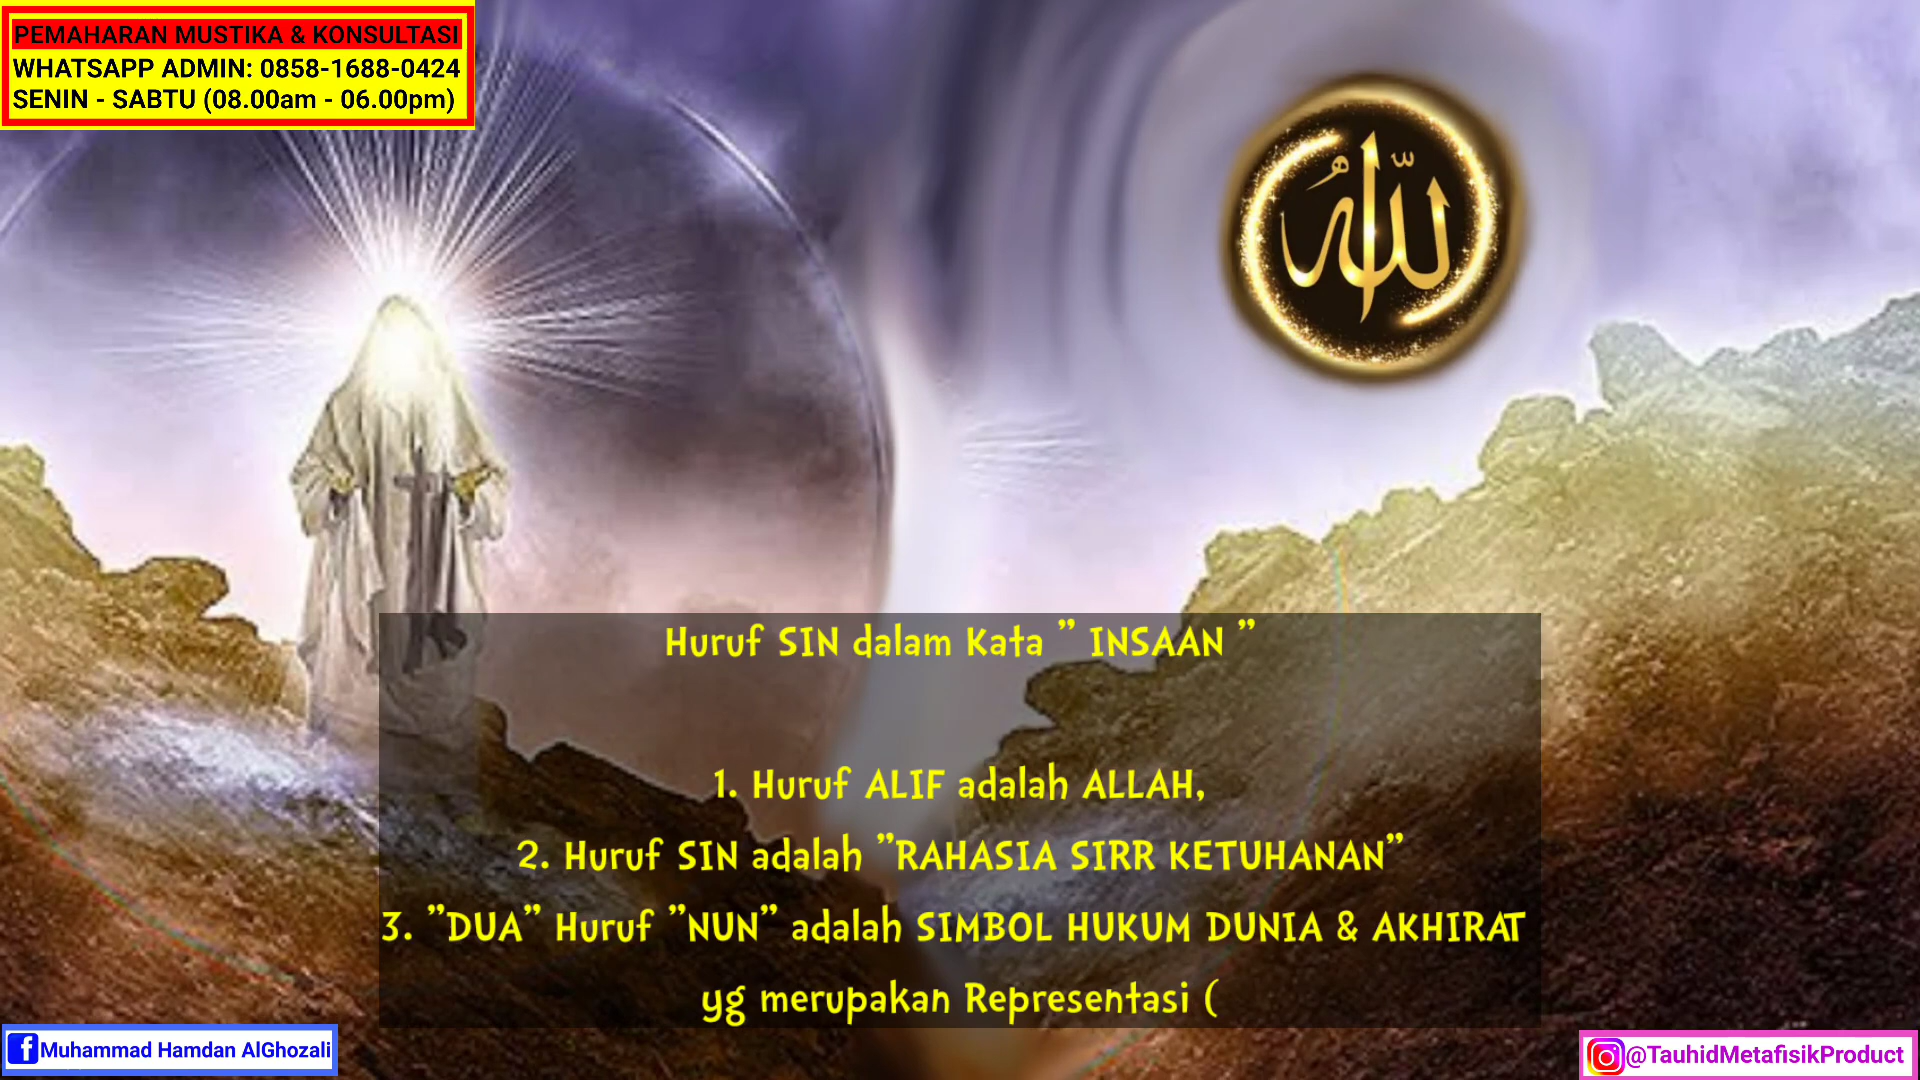 PEMAHARAN MUSTIKA & KONSULTASI
WHATSAPP ADMIN: 0858-1688-0424
SENIN - SABTU (08.00am - 06.00pm)
الله
Huruf SIN dalam Kata " INSAAN "
1. Huruf ALIF adalah ALLAH,
2. Huruf SIN adalah "RAHASIA SIRR KETUHANAN"
3. "DUA" Huruf "NUN" adalah SIMBOL HUKUM DUNIA & AKHIRAT
yg merupakan Representasi (
Muhammad Hamdan AlGhozali
@TauhidMetafisikProduct